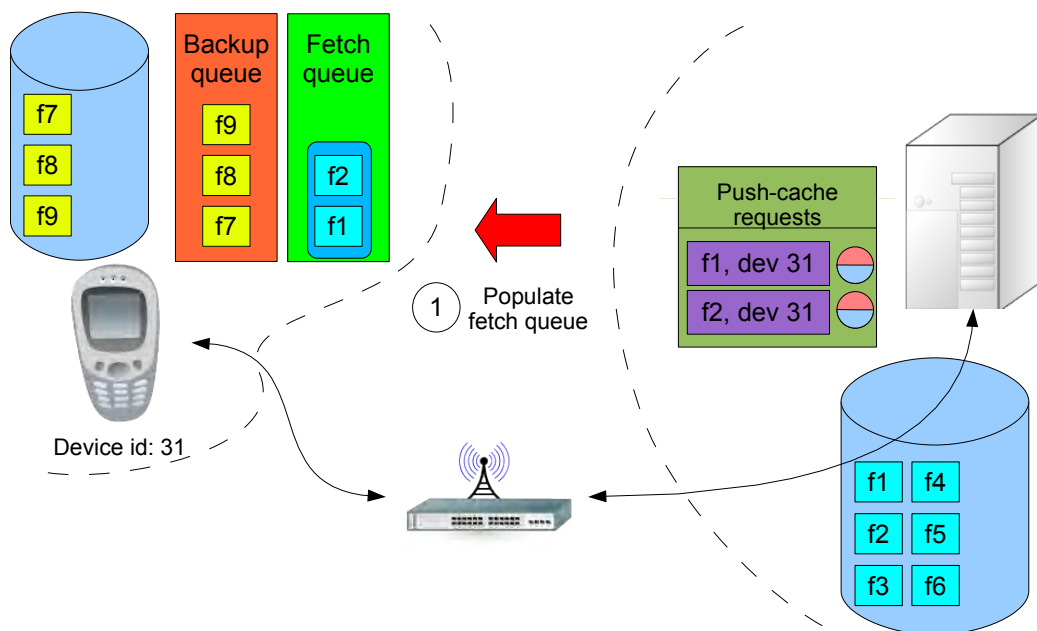 Backup
queue
Fetch
queue
f7
f8
f9
f9
f8
f7
f2
f1
Push-cache
requests
f1, dev 31
f2, dev 31
1
Populate
fetch queue
Device id: 31
f1
f4
f2
f5
f3
f6